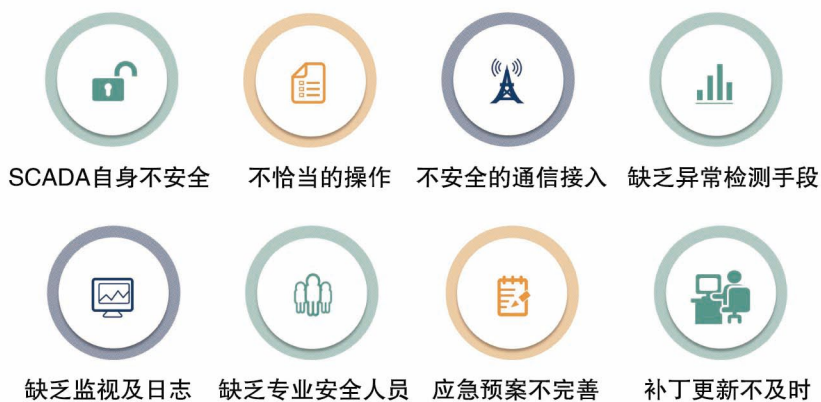 SCADA自身不安全
不恰当的操作
不安全的通信接入
缺乏异常检测手段
缺乏监视及日志
缺乏专业安全人员
应急预案不完善
补丁更新不及时